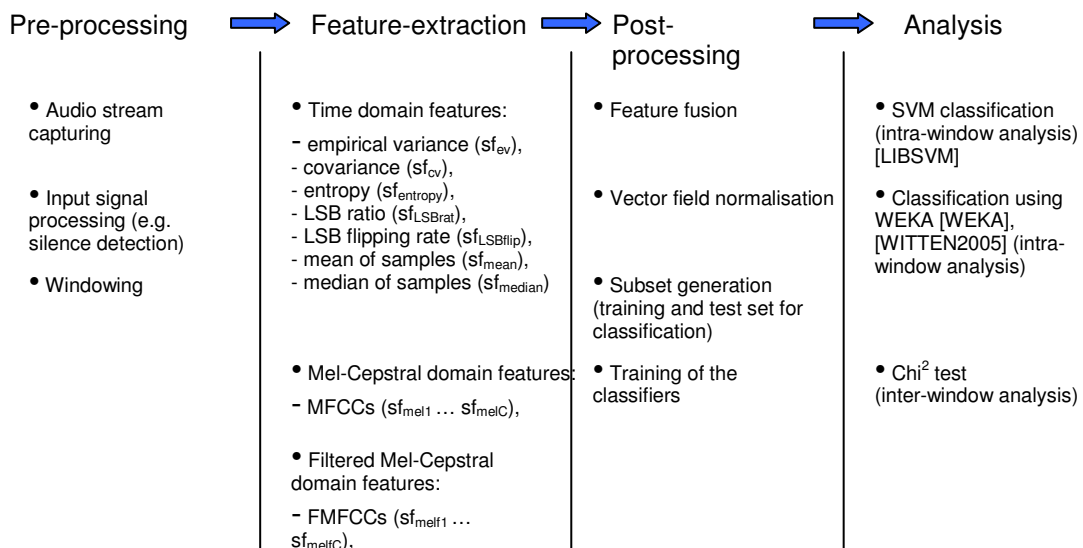 Pre-processing
Feature-extraction
Post-
processing
Analysis
• Audio stream
capturing
• Input signal
processing (e.g.
silence detection)
• Windowing
• Time domain features:
- empirical variance (sfev),
- covariance (sfcv),
- entropy (sfentropy),
- LSB ratio (sfLSBrat),
- LSB flipping rate (sfLSBflip),
- mean of samples (sfmean),
- median of samples (sfmedian)
• Mel-Cepstral domain features:
- MFCCs (sfmel1 … sfmelC),
• Filtered Mel-Cepstral
domain features:
- FMFCCs (sfmelf1 …
sfmelfC),
• Feature fusion
• Vector field normalisation
• Subset generation
(training and test set for
classification)
• Training of the
classifiers
• SVM classification
(intra-window analysis)
[LIBSVM]
• Classification using
WEKA [WEKA],
[WITTEN2005] (intra-
window analysis)
• Chi2 test
(inter-window analysis)